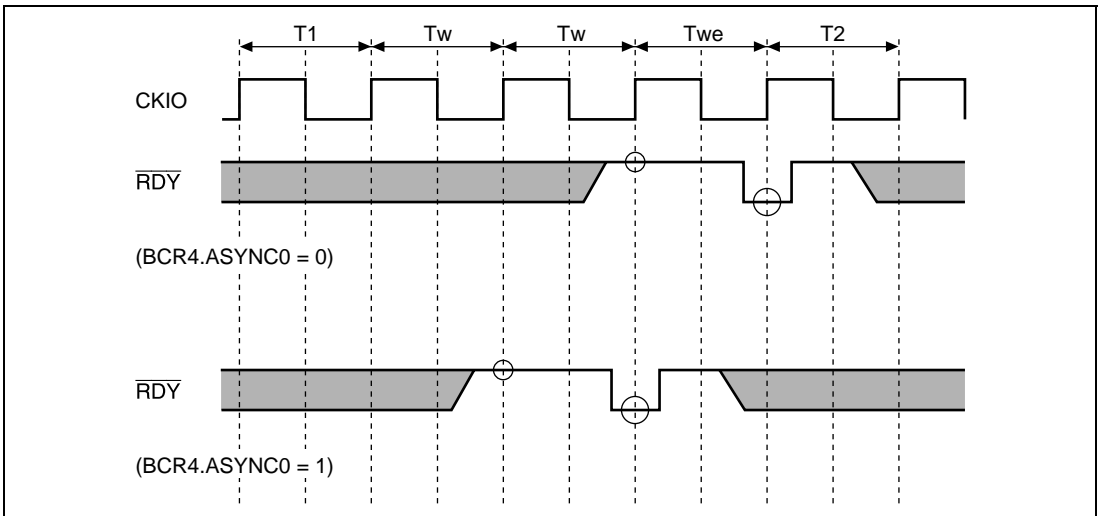 T1 Tw Tw Twe T2
CKIO
RDY
(BCR4.ASYNC0 = 0)
RDY
(BCR4.ASYNC0 = 1)